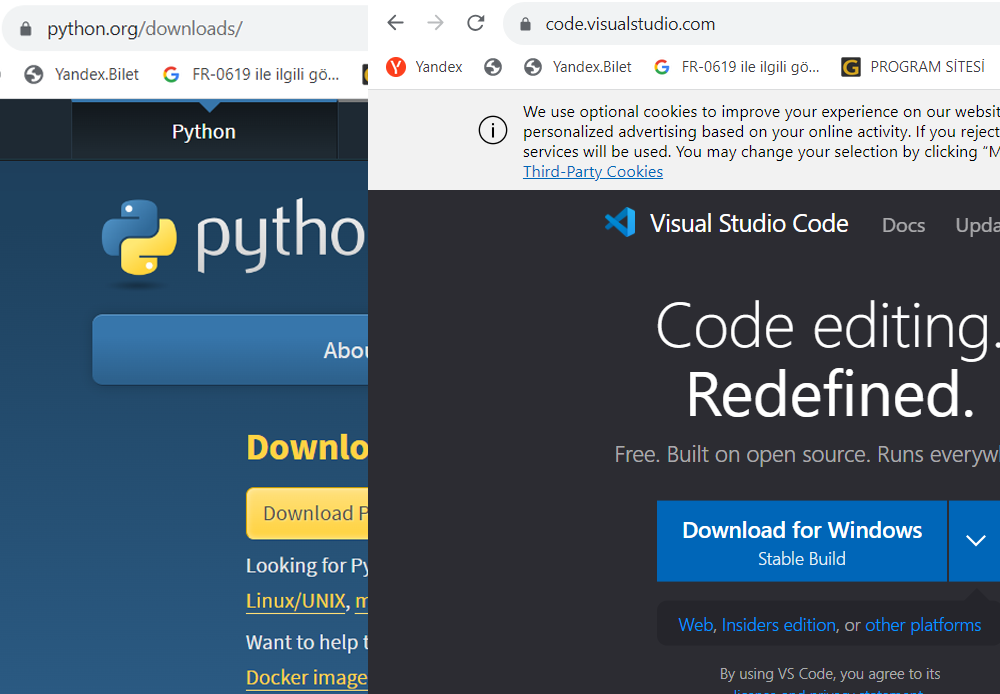 python.org/downloads/
Yandex.Bilet
FR-0619 ile ilgili gö...
Python
pytho
Abou
Downlo
Download P
Looking for Py
Linux/UNIX, m
Want to help t
Docker image
code.visualstudio.com
Yandex
Yandex.Bilet
FR-0619 ile ilgili gö...
PROGRAM SİTESİ
We use optional cookies to improve your experience on our websit
personalized advertising based on your online activity. If you reject
services will be used. You may change your selection by clicking “M
Third-Party Cookies
Visual Studio Code
Docs
Upda
Code editing.
Redefined.
Free. Built on open source. Runs everywh
Download for Windows
Stable Build
Web, Insiders edition, or other platforms
By using VS Code, you agree to its
license and privacy statement.